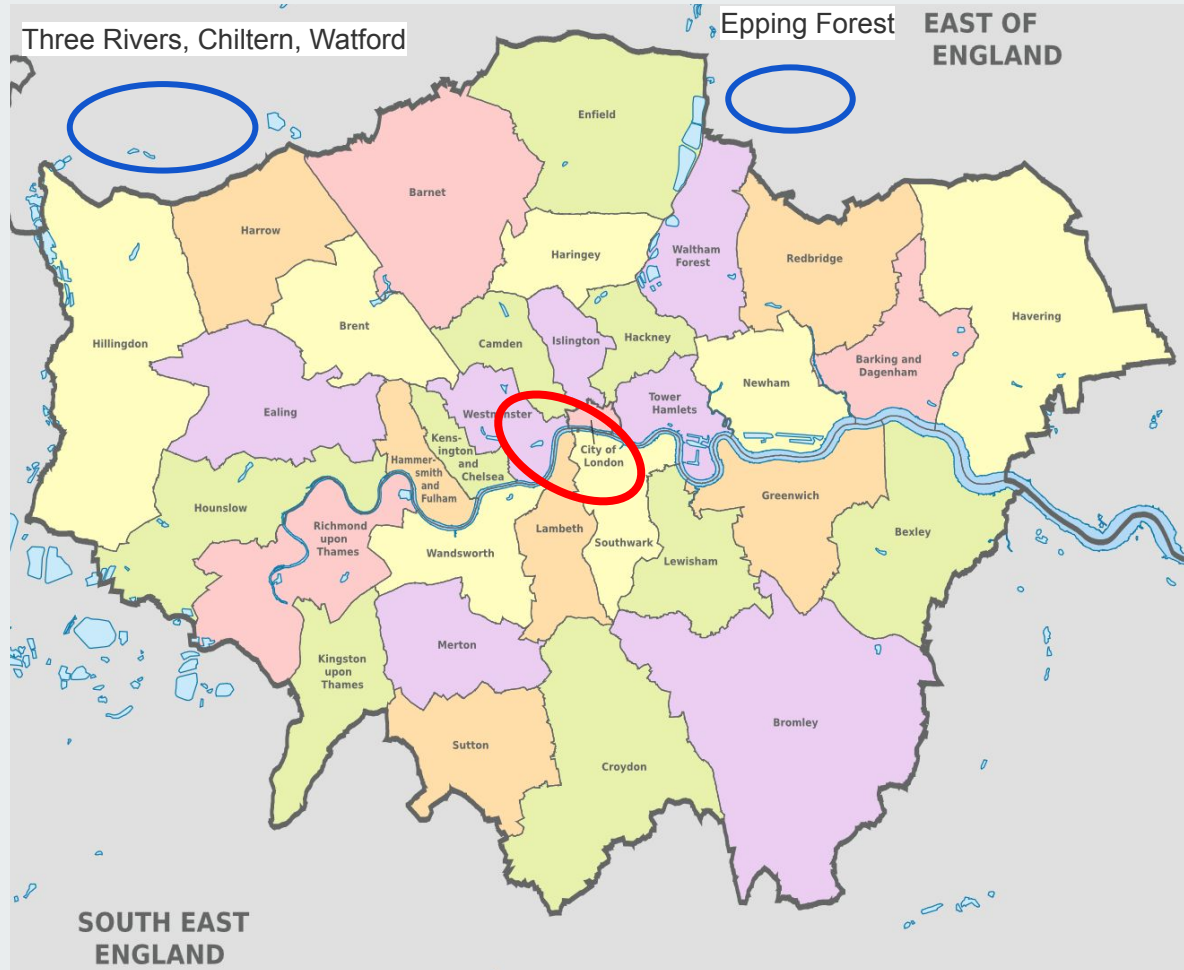 Three Rivers, Chiltern, Watford
Epping Forest
EAST OF
ENGLAND
Enfield
Barnet
Harrow
Haringey
Waltham
Forest
Redbridge
Havering
Hillingdon
Brent
Camden
Islington
Hackney
Barking and
Dagenham
Newham
Ealing
Westminster
Tower
Hamlets
Kens-
ington
and
Chelsea
City of
London
Hammer-
smith
and
Fulham
Greenwich
Hounslow
Richmond
upon
Thames
Wandsworth
Lambeth
Southwark
Lewisham
Bexley
Merton
Kingston
upon
Thames
Bromley
Sutton
Croydon
SOUTH EAST
ENGLAND